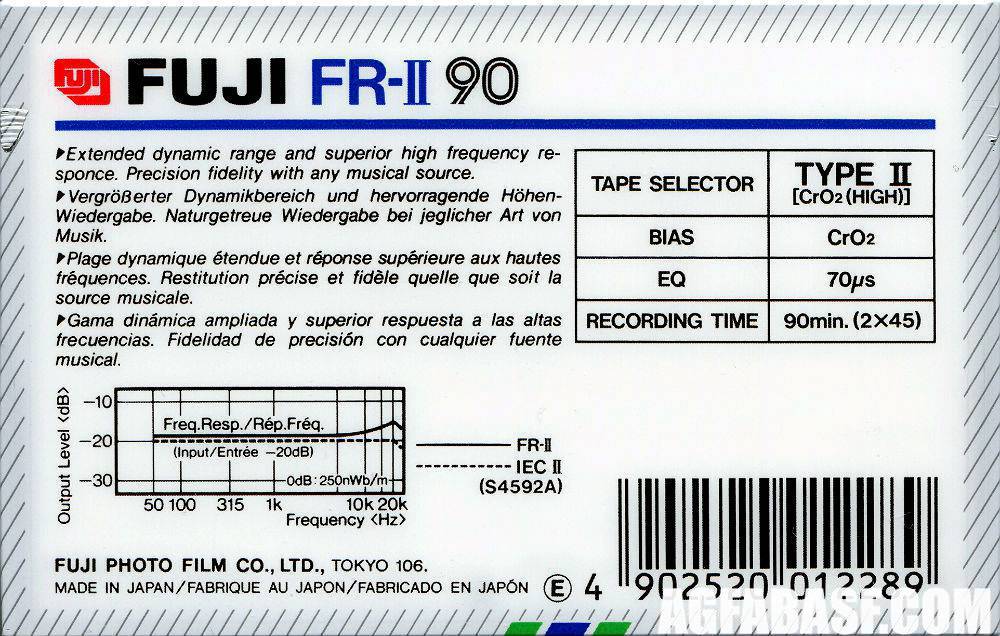 FUJI FUJI FR-II 90
▶Extended dynamic range and superior high frequency re-
sponce. Precision fidelity with any musical source.
▶Vergrößerter Dynamikbereich und hervorragende Höhen-
Wiedergabe. Naturgetreue Wiedergabe bei jeglicher Art von
Musik.
▶Plage dynamique étendue et réponse supérieure aux hautes
fréquences. Restitution précise et fidèle quelle que soit la
source musicale.
▶Gama dinámica ampliada y superior respuesta a las altas
frecuencias. Fidelidad de precisión con cualquier fuente
musical.
TAPE SELECTOR TYPE II
[CrO2 (HIGH)]
BIAS CrO2
EQ 70μs
RECORDING TIME 90min. (2×45)
Output Level <dB>
-10
-20
-30
Freq.Resp./Rép.Fréq.
(Input/Entrée -20dB)
0dB: 250nWb/m
50 100 315 1k 10k 20k
Frequency <Hz>
FR-II
IEC II
(S4592A)
FUJI PHOTO FILM CO., LTD., TOKYO 106.
MADE IN JAPAN/FABRIQUE AU JAPON/FABRICADO EN JAPÓN E 4 902520 012289
AGFABASF.COM